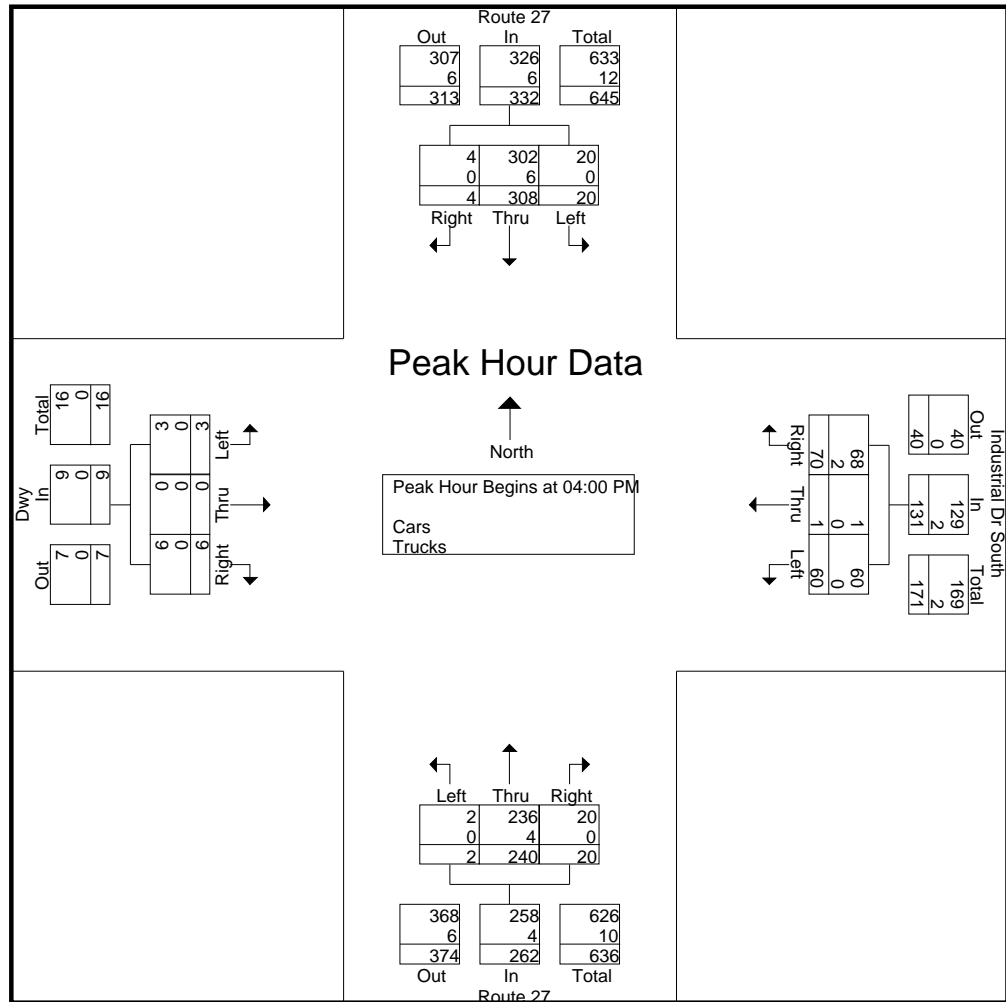 Route 27
Out In Total
307 326 633
6 6 12
313 332 645
4 302 20
0 6 0
4 308 20
Right Thru Left
Peak Hour Data
North
Peak Hour Begins at 04:00 PM
Cars
Trucks
Dwy
Out In Total
7 9 16
0 0 0
7 9 16
Left Thru Right
3 0 6
0 0 0
3 0 6
Industrial Dr South
Out In Total
40 129 169
0 2 2
40 131 171
Right Thru Left
68 1 60
2 0 0
70 1 60
Left Thru Right
2 236 20
0 4 0
2 240 20
368 258 626
6 4 10
374 262 636
Out In Total
Route 27